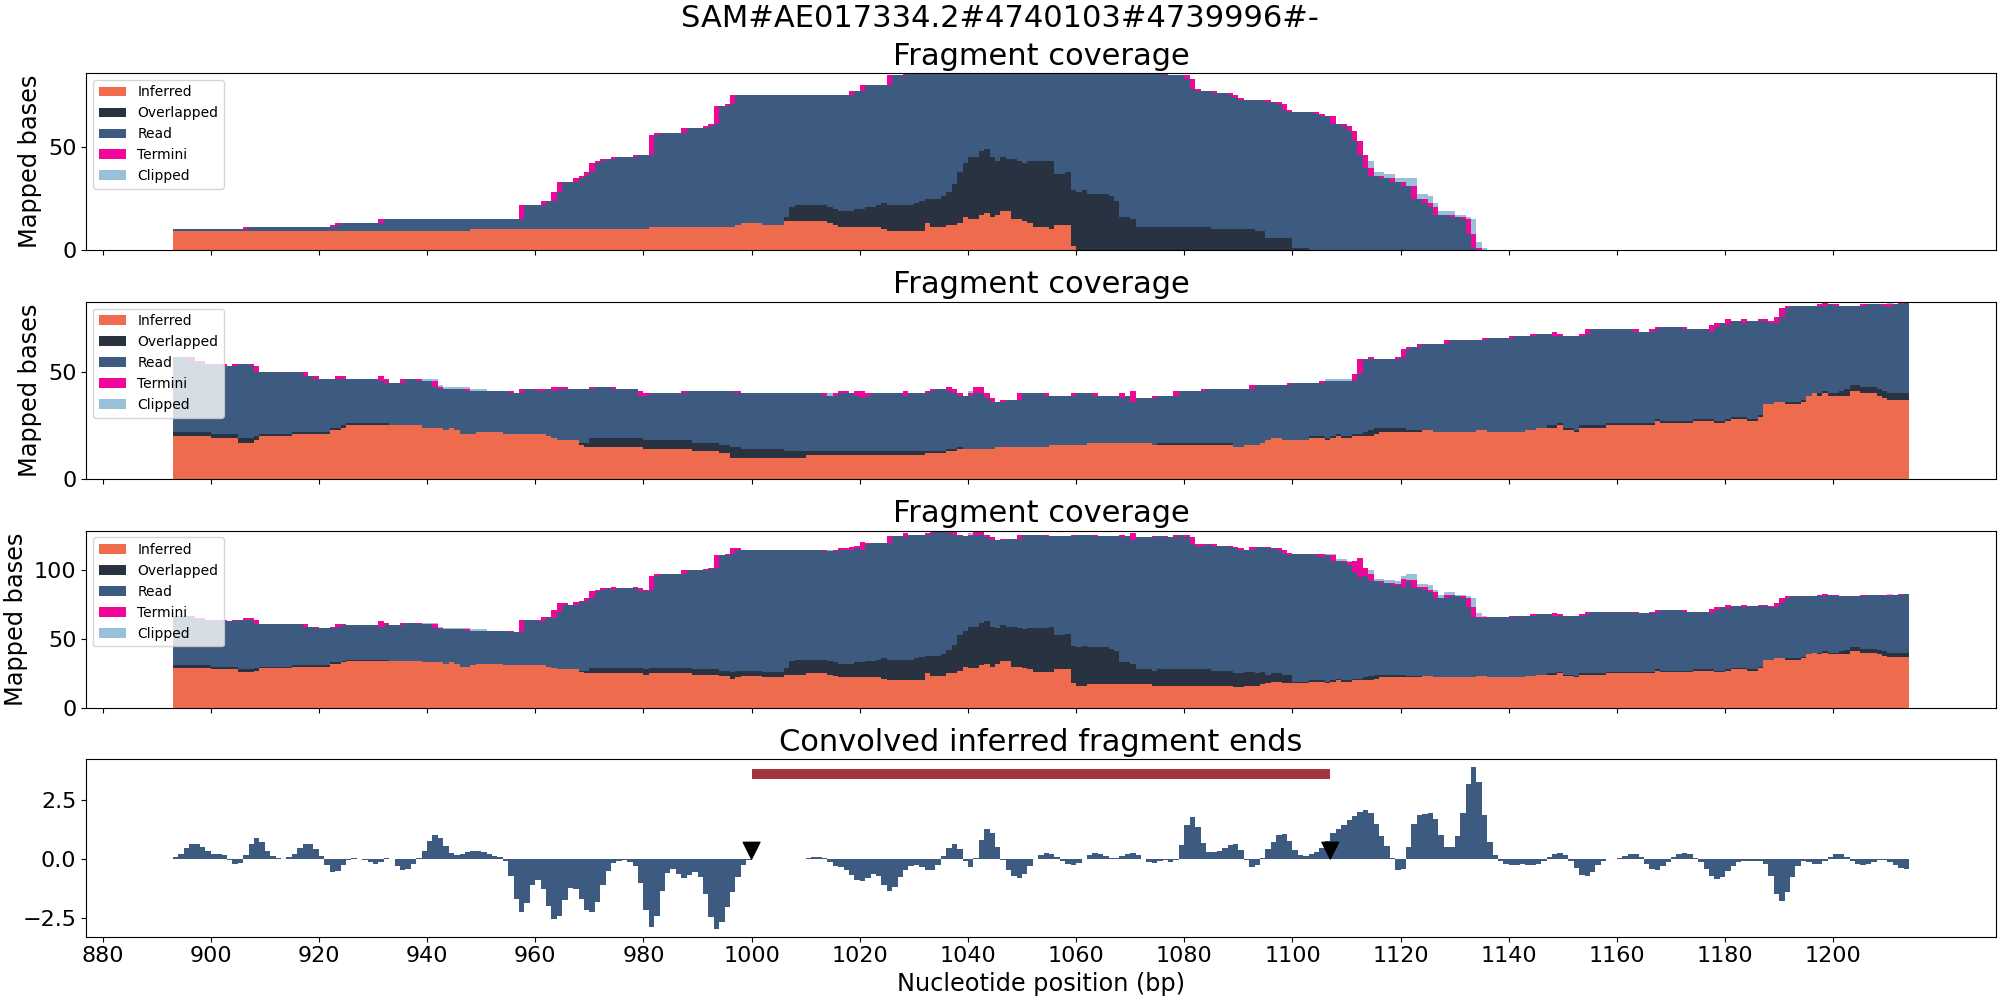 SAM#AE017334.2#4740103#4739996#-
Fragment coverage
Mapped bases
50
0
Inferred
Overlapped
Read
Termini
Clipped
Fragment coverage
Mapped bases
50
0
Inferred
Overlapped
Read
Termini
Clipped
Fragment coverage
Mapped bases
100
50
0
Inferred
Overlapped
Read
Termini
Clipped
Convolved inferred fragment ends
2.5
0.0
−2.5
880 900 920 940 960 980 1000 1020 1040 1060 1080 1100 1120 1140 1160 1180 1200
Nucleotide position (bp)